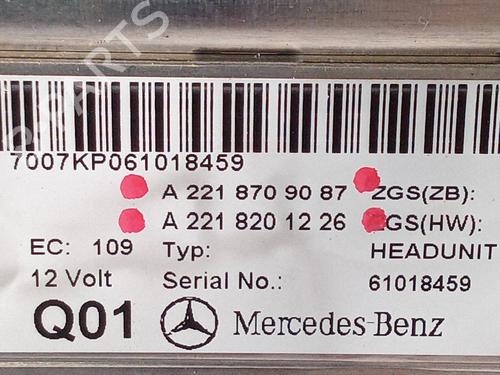 7007KP061018459
A 221 870 90 87 ZGS(ZB):
A 221 820 12 26 ZGS(HW):
EC: 109 Typ: HEADUNIT
12 Volt Serial No.: 61018459
Q01 Mercedes-Benz